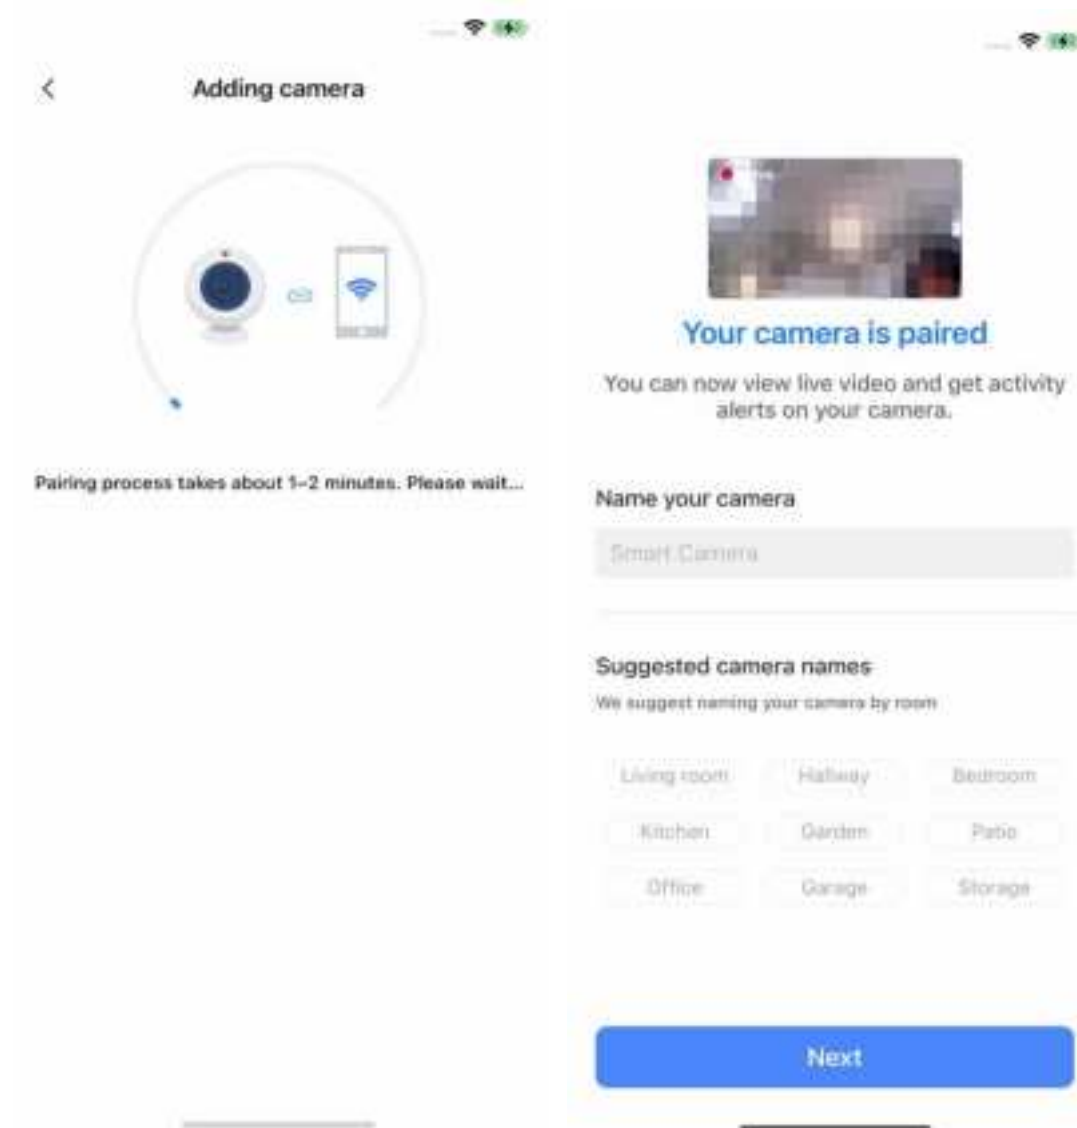 Adding camera
Pairing process takes about 1–2 minutes. Please wait...
Your camera is paired
You can now view live video and get activity
alerts on your camera.
Name your camera
Smart Camera
Suggested camera names
We suggest naming your camera by room
Living room
Hallway
Bedroom
Kitchen
Garden
Patio
Office
Garage
Storage
Next